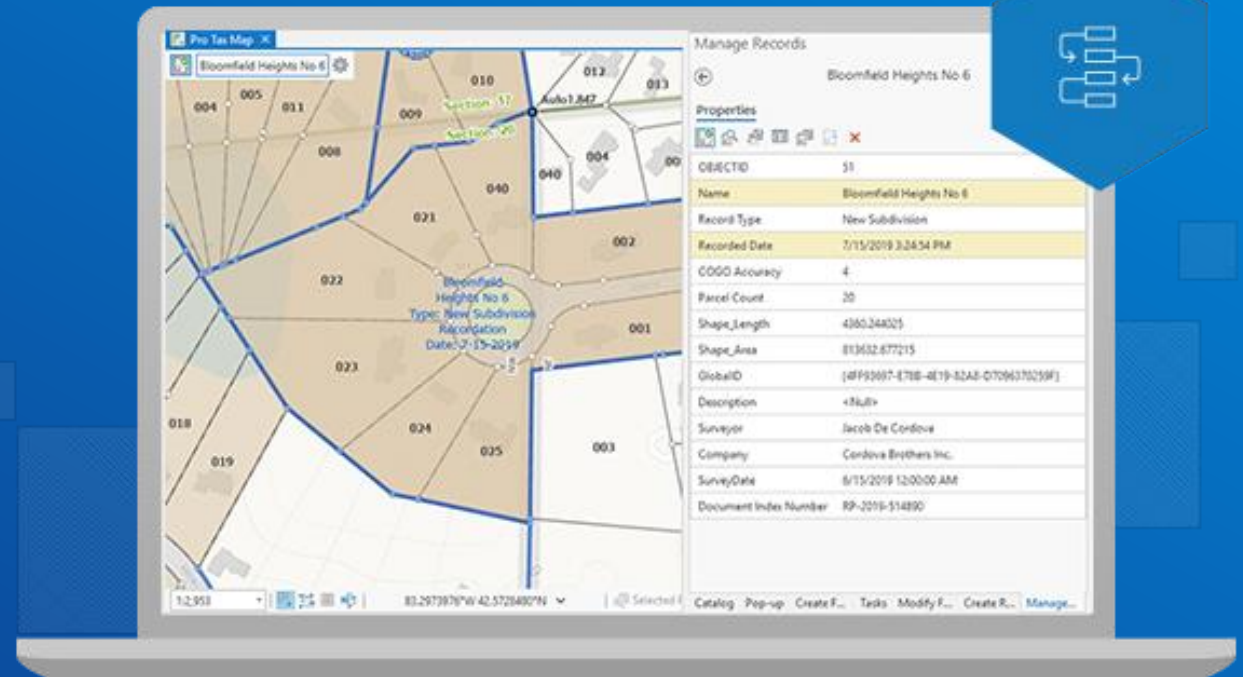 Pro Tax Map
Bloomfield Heights No 6
004
005
011
008
009
010
Section: 17
Section: 20
Auto1.847
012
013
004
040
040
021
002
022
Bloomfield
Heights No 6
Type: New Subdivision
Recordation
Date: 7-15-2019
001
023
018
019
024
025
003
1:2,953
83.2973976°W 42.5728480°N
Selected F
Manage Records
Bloomfield Heights No 6
Properties
OBJECTID 51
Name Bloomfield Heights No 6
Record Type New Subdivision
Recorded Date 7/15/2019 3:24:54 PM
COGO Accuracy 4
Parcel Count 20
Shape_Length 4360.244025
Shape_Area 813632.677215
GlobalID
Description <Null>
Surveyor Jacob De Cordova
Company Cordova Brothers Inc.
SurveyDate 6/15/2019 12:00:00 AM
Document Index Number RP-2019-514890
Catalog Pop-up Create F... Tasks Modify F... Create R... Manage...